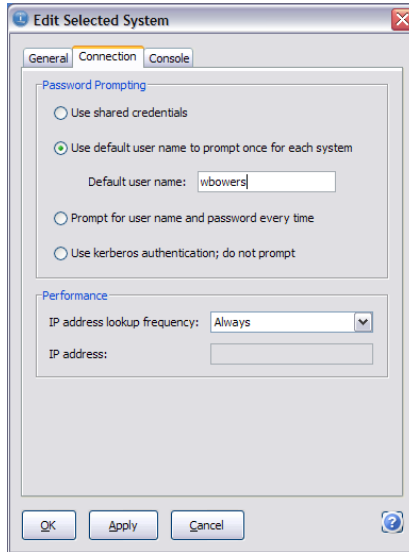 Edit Selected System
General Connection Console
Password Prompting
Use shared credentials
Use default user name to prompt once for each system
Default user name: wbowers
Prompt for user name and password every time
Use kerberos authentication; do not prompt
Performance
IP address lookup frequency: Always
IP address:
OK Apply Cancel